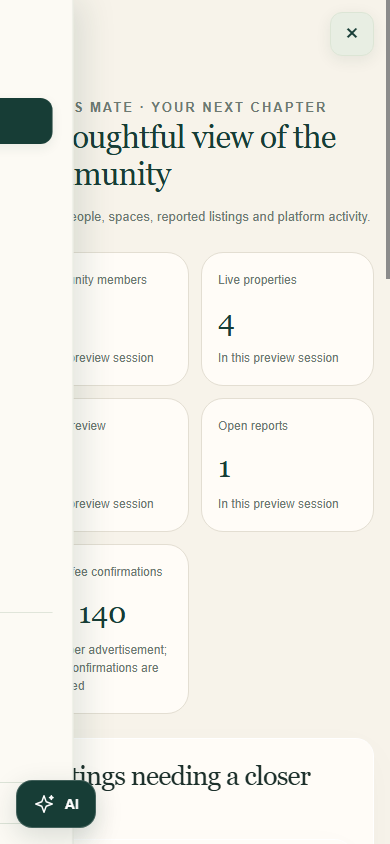 ×
S MATE · YOUR NEXT CHAPTER
oughtful view of the
munity
eople, spaces, reported listings and platform activity.
unity members
preview session
Live properties
4
In this preview session
review
preview session
Open reports
1
In this preview session
fee confirmations
140
er advertisement;
onfirmations are
ed
tings needing a closer
AI